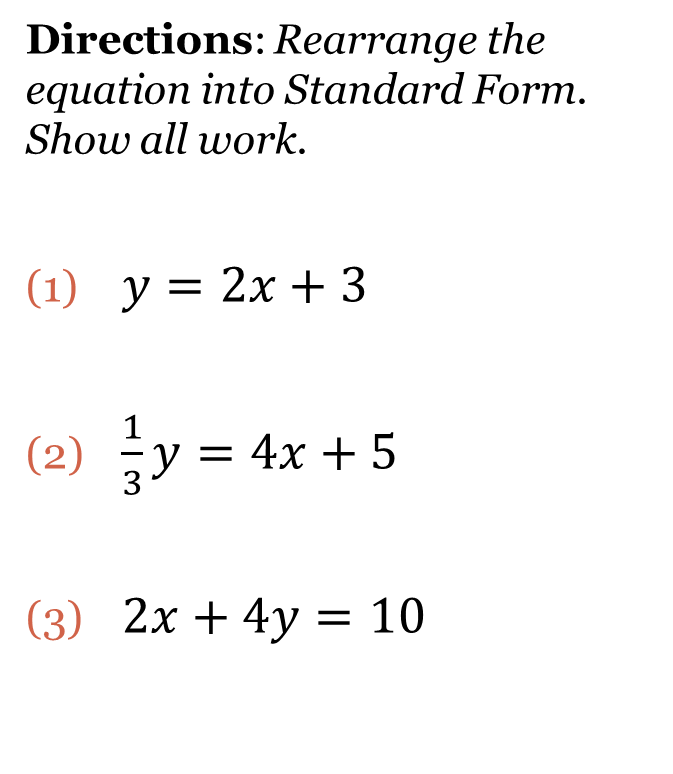 Directions: Rearrange the
equation into Standard Form.
Show all work.
(1) y = 2x + 3
(2) 1/3 y = 4x + 5
(3) 2x + 4y = 10